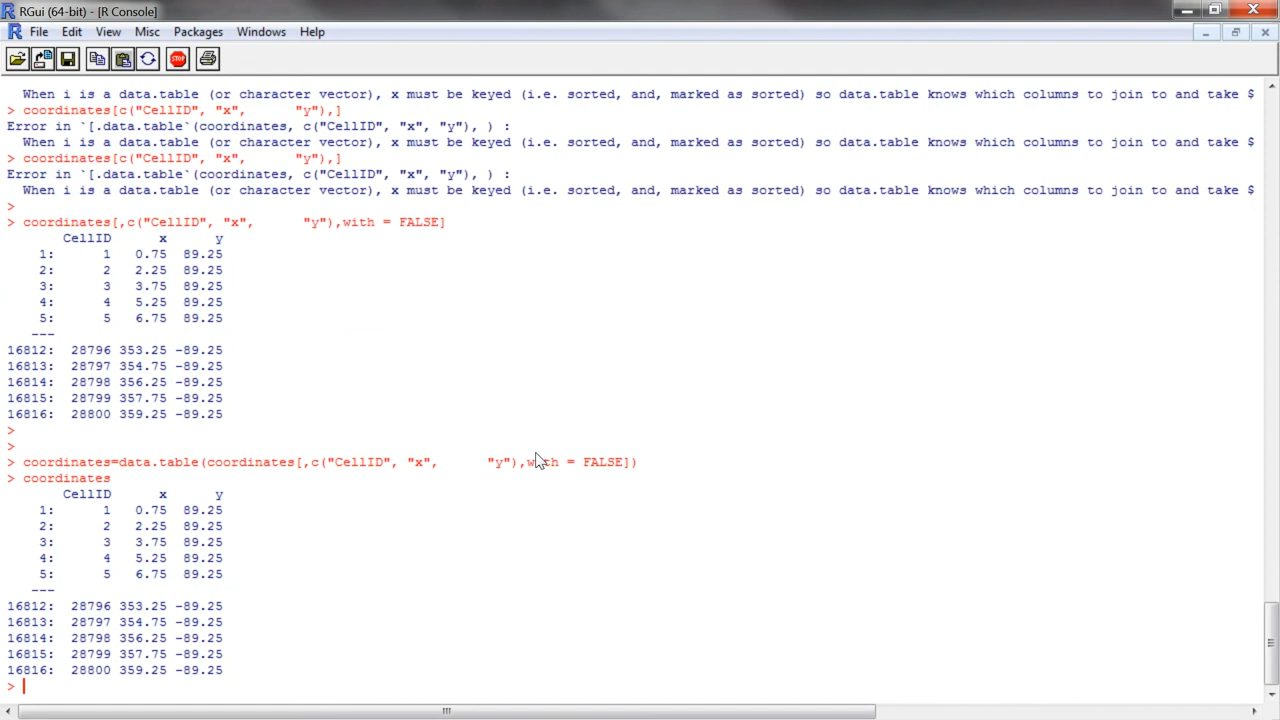 RGui (64-bit) - [R Console]
File Edit View Misc Packages Windows Help
STOP
When i is a data.table (or character vector), x must be keyed (i.e. sorted, and, marked as sorted) so data.table knows which columns to join to and take $
> coordinates[c("CellID", "x",      "y"),]
Error in `[.data.table`(coordinates, c("CellID", "x", "y"), ) :
  When i is a data.table (or character vector), x must be keyed (i.e. sorted, and, marked as sorted) so data.table knows which columns to join to and take $
> coordinates[c("CellID", "x",      "y"),]
Error in `[.data.table`(coordinates, c("CellID", "x", "y"), ) :
  When i is a data.table (or character vector), x must be keyed (i.e. sorted, and, marked as sorted) so data.table knows which columns to join to and take $
>
> coordinates[,c("CellID", "x",      "y"),with = FALSE]
       CellID      x      y
    1:      1   0.75  89.25
    2:      2   2.25  89.25
    3:      3   3.75  89.25
    4:      4   5.25  89.25
    5:      5   6.75  89.25
   ---
16812:  28796 353.25 -89.25
16813:  28797 354.75 -89.25
16814:  28798 356.25 -89.25
16815:  28799 357.75 -89.25
16816:  28800 359.25 -89.25
>
>
> coordinates=data.table(coordinates[,c("CellID", "x",      "y"),with = FALSE])
> coordinates
       CellID      x      y
    1:      1   0.75  89.25
    2:      2   2.25  89.25
    3:      3   3.75  89.25
    4:      4   5.25  89.25
    5:      5   6.75  89.25
   ---
16812:  28796 353.25 -89.25
16813:  28797 354.75 -89.25
16814:  28798 356.25 -89.25
16815:  28799 357.75 -89.25
16816:  28800 359.25 -89.25
>